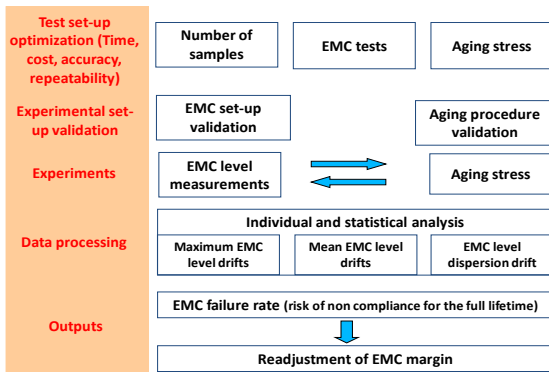 Test set-up
optimization (Time,
cost, accuracy,
repeatability)
Number of
samples
EMC tests
Aging stress
Experimental set-
up validation
EMC set-up
validation
Aging procedure
validation
Experiments
EMC level
measurements
Aging stress
Data processing
Individual and statistical analysis
Maximum EMC
level drifts
Mean EMC level
drifts
EMC level
dispersion drift
Outputs
EMC failure rate (risk of non compliance for the full lifetime)
Readjustment of EMC margin